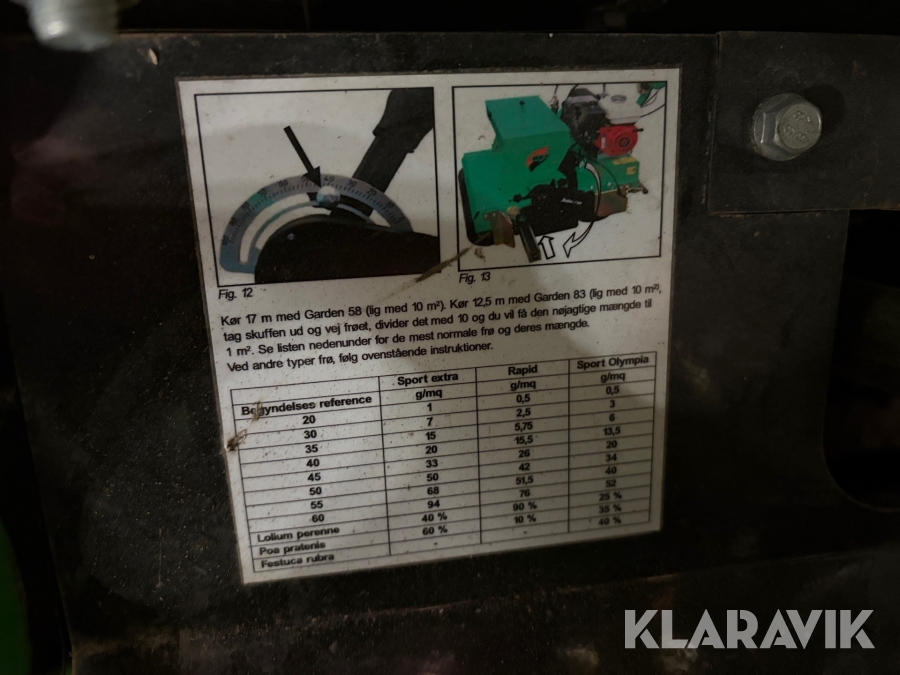 Fig. 12
Fig. 13
Kør 17 m med Garden 58 (lig med 10 m²). Kør 12,5 m med Garden 83 (lig med 10 m²),
tag skuffen ud og vej frøet, divider det med 10 og du vil få den nøjagtige mængde til
1 m². Se listen nedenunder for de mest normale frø og deres mængde.
Ved andre typer frø, følg ovenstående instruktioner.
Sport extra Rapid Sport Olympia
Begyndelses reference g/mq g/mq g/mq
20 1 0,5 0,5
30 7 2,5 3
35 15 5,75 6
40 20 15,5 13,5
45 33 26 20
50 50 42 34
55 68 51,5 40
60 94 76 52
Lolium perenne 40 % 90 % 25 %
Poa pratenis 60 % 10 % 35 %
Festuca rubra - - 40 %
KLARAVIK